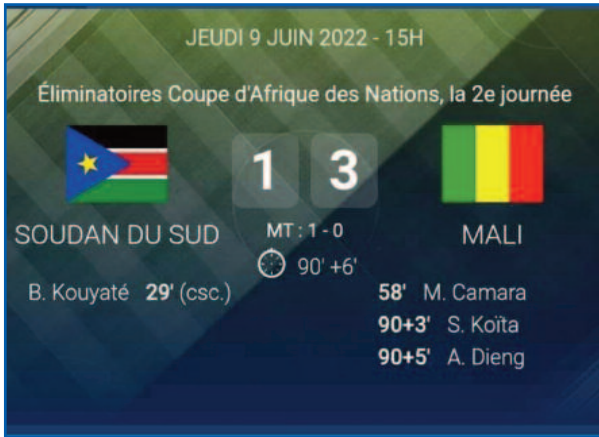 JEUDI 9 JUIN 2022 - 15H
Éliminatoires Coupe d'Afrique des Nations, la 2e journée
1 3
SOUDAN DU SUD
MT : 1 - 0
MALI
90' +6'
B. Kouyaté 29' (csc.)
58' M. Camara
90+3' S. Koïta
90+5' A. Dieng